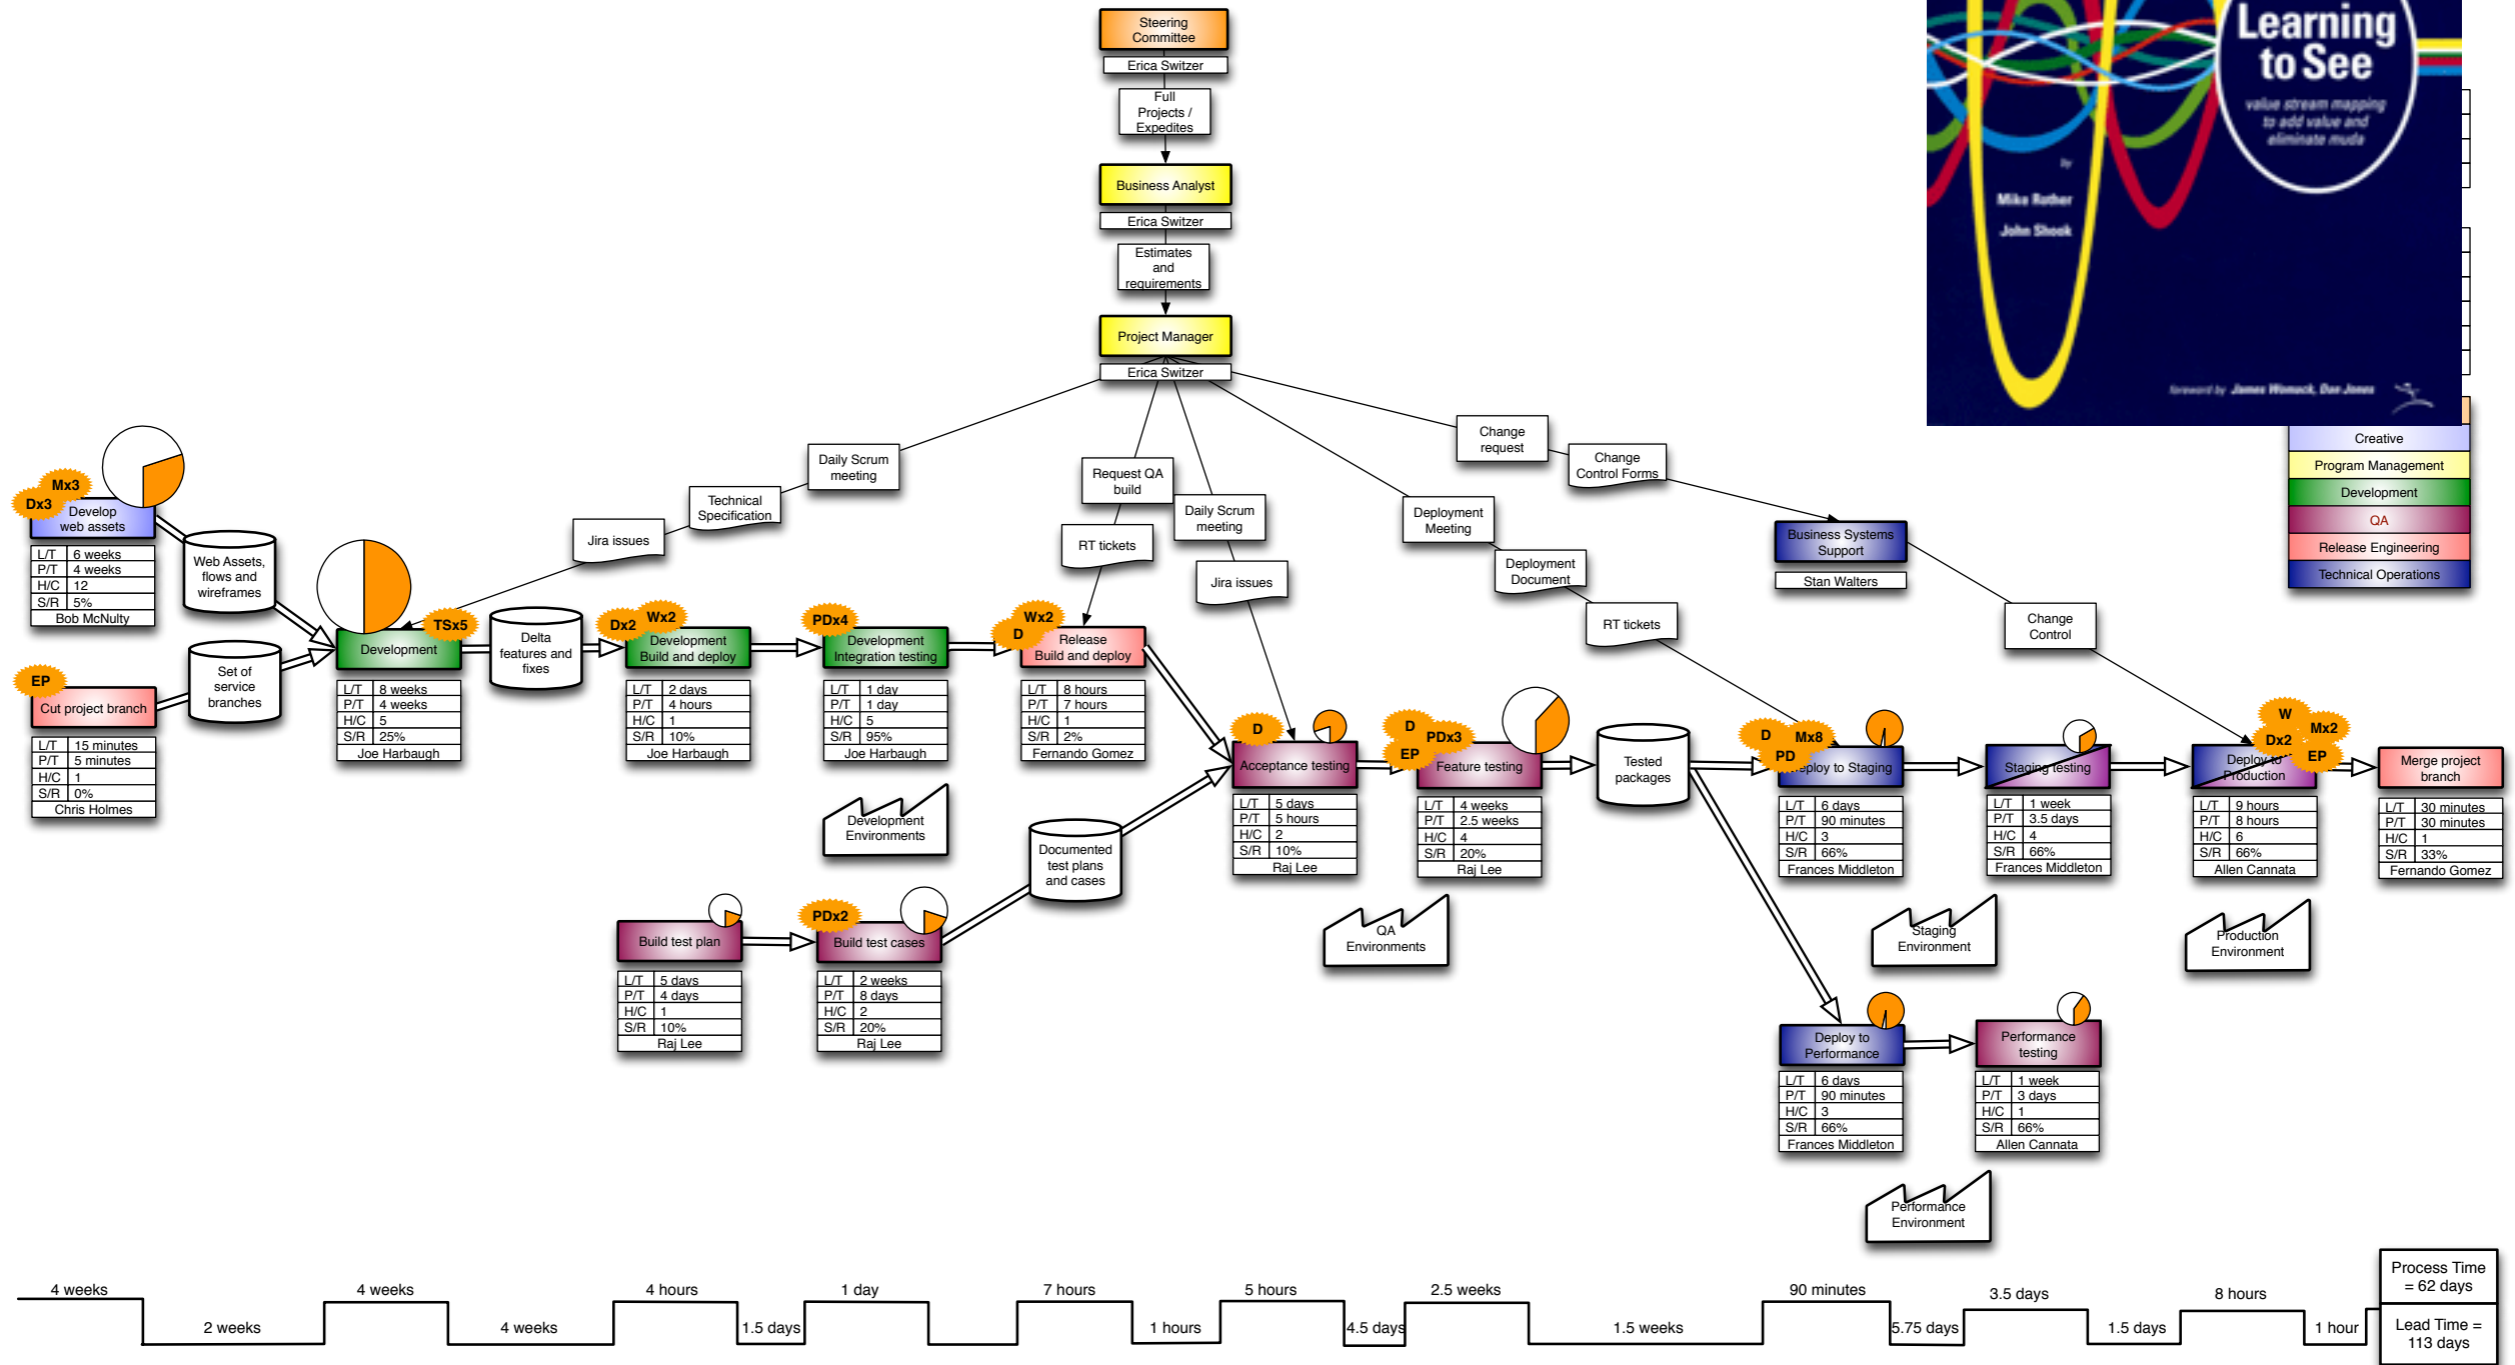 Steering
Committee
Erica Switzer
Full
Projects /
Expedites
Business Analyst
Erica Switzer
Estimates
and
requirements
Project Manager
Erica Switzer
Learning
to See
value stream mapping
to add value and
eliminate muda
by
Mike Rother
John Shook
foreword by James Womack, Dan Jones
Creative
Program Management
Development
QA
Release Engineering
Technical Operations
Daily Scrum
meeting
Technical
Specification
Jira issues
Request QA
build
RT tickets
Daily Scrum
meeting
Jira issues
Deployment
Meeting
Deployment
Document
RT tickets
Change
request
Change
Control Forms
Business Systems
Support
Stan Walters
Change
Control
Mx3
Dx3
Develop
web assets
L/T 6 weeks
P/T 4 weeks
H/C 12
S/R 5%
Bob McNulty
Web Assets,
flows and
wireframes
EP
Cut project branch
L/T 15 minutes
P/T 5 minutes
H/C 1
S/R 0%
Chris Holmes
Set of
service
branches
TSx5
Development
L/T 8 weeks
P/T 4 weeks
H/C 5
S/R 25%
Joe Harbaugh
Delta
features and
fixes
Dx2
Wx2
Development
Build and deploy
L/T 2 days
P/T 4 hours
H/C 1
S/R 10%
Joe Harbaugh
PDx4
Development
Integration testing
L/T 1 day
P/T 1 day
H/C 5
S/R 95%
Joe Harbaugh
Development
Environments
Wx2
D
Release
Build and deploy
L/T 8 hours
P/T 7 hours
H/C 1
S/R 2%
Fernando Gomez
Build test plan
L/T 5 days
P/T 4 days
H/C 1
S/R 10%
Raj Lee
PDx2
Build test cases
L/T 2 weeks
P/T 8 days
H/C 2
S/R 20%
Raj Lee
Documented
test plans
and cases
D
Acceptance testing
L/T 5 days
P/T 5 hours
H/C 2
S/R 10%
Raj Lee
D
PDx3
EP
Feature testing
L/T 4 weeks
P/T 2.5 weeks
H/C 4
S/R 20%
Raj Lee
QA
Environments
Tested
packages
D
Mx8
PD
eploy to Staging
L/T 6 days
P/T 90 minutes
H/C 3
S/R 66%
Frances Middleton
Staging testing
L/T 1 week
P/T 3.5 days
H/C 4
S/R 66%
Frances Middleton
Staging
Environment
W
Mx2
Dx2
EP
Deploy to
Production
L/T 9 hours
P/T 8 hours
H/C 6
S/R 66%
Allen Cannata
Production
Environment
Merge project
branch
L/T 30 minutes
P/T 30 minutes
H/C 1
S/R 33%
Fernando Gomez
Deploy to
Performance
L/T 6 days
P/T 90 minutes
H/C 3
S/R 66%
Frances Middleton
Performance
testing
L/T 1 week
P/T 3 days
H/C 1
S/R 66%
Allen Cannata
Performance
Environment
4 weeks
2 weeks
4 weeks
4 weeks
4 hours
1.5 days
1 day
7 hours
1 hours
5 hours
4.5 days
2.5 weeks
1.5 weeks
90 minutes
5.75 days
3.5 days
1.5 days
8 hours
1 hour
Process Time
= 62 days
Lead Time =
113 days